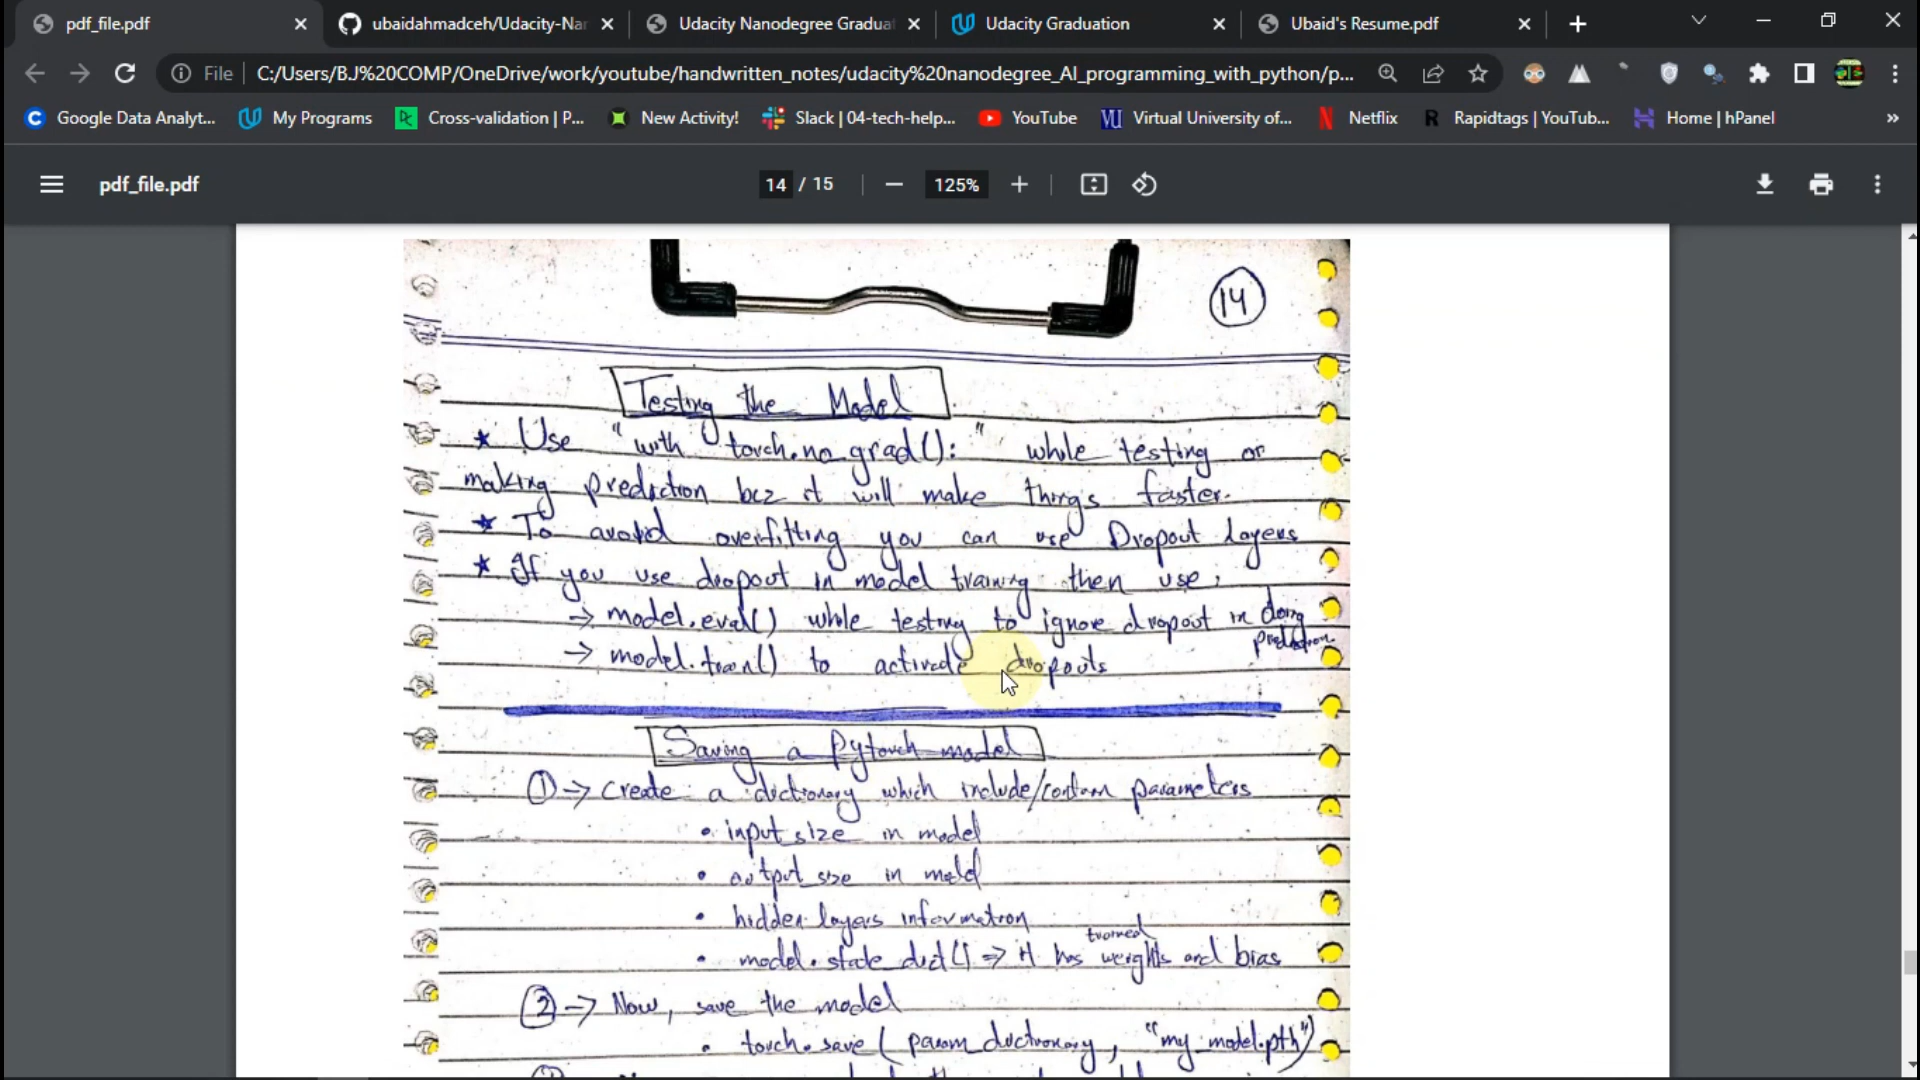 pdf_file.pdf
ubaidahmadceh/Udacity-Na
Udacity Nanodegree Gradua
Udacity Graduation
Ubaid's Resume.pdf
File
C:/Users/BJ%20COMP/OneDrive/work/youtube/handwritten_notes/udacity%20nanodegree_AI_programming_with_python/p...
Google Data Analyt...
My Programs
Cross-validation | P...
New Activity!
Slack | 04-tech-help...
YouTube
Virtual University of...
Netflix
Rapidtags | YouTub...
Home | hPanel
»
pdf_file.pdf
14 / 15
125%
14
Testing the Model
★ Use "with torch.no_grad():" while testing or
making prediction bcz it will make things faster.
★ To avoid overfitting you can use Dropout layers
★ If you use dropout in model training then use:
→ model.eval() while testing to ignore dropout in doing
prediction
→ model.train() to activate dropouts
Saving a Pytorch model
① → Create a dictionary which include/contain parameters
• input_size in model
• output_size in model
• hidden_layers information
• model.state_dict() => it has trained weights and bias
② → Now, save the model
• torch.save( param_dictionary, "my_model.pth")